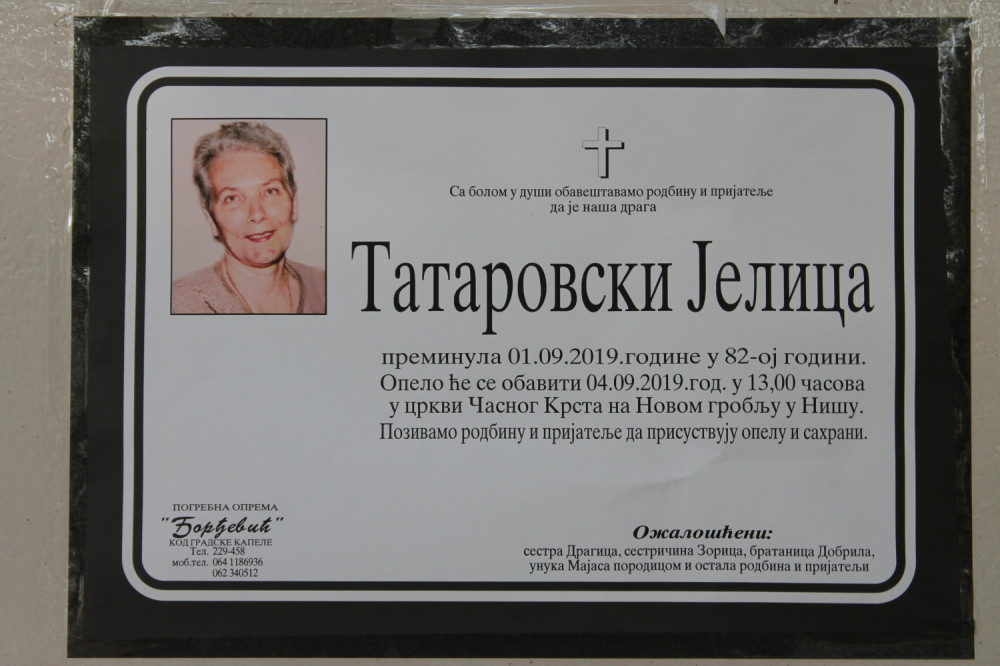 Са болом у души обавештавамо родбину и пријатеље
да је наша драга
Татаровски Јелица
преминула 01.09.2019.године у 82-ој години.
Опело ће се обавити 04.09.2019.год. у 13,00 часова
у цркви Часног Крста на Новом гробљу у Нишу.
Позивамо родбину и пријатеље да присуствују опелу и сахрани.
ПОГРЕБНА ОПРЕМА
"Ђорђевић"
КОД ГРАДСКЕ КАПЕЛЕ
Тел. 229-458
моб.тел. 064 1186936
062 340512
Ожалошћени:
сестра Драгица, сестричина Зорица, братаница Добрила,
унука Мајаса породицом и остала родбина и пријатељи